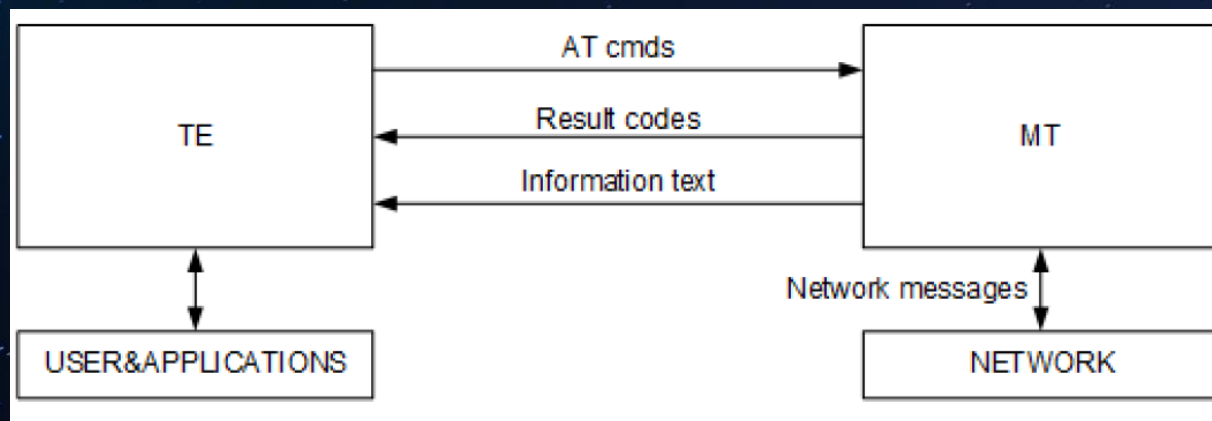 AT cmds
TE
Result codes
MT
Information text
Network messages
USER&APPLICATIONS
NETWORK